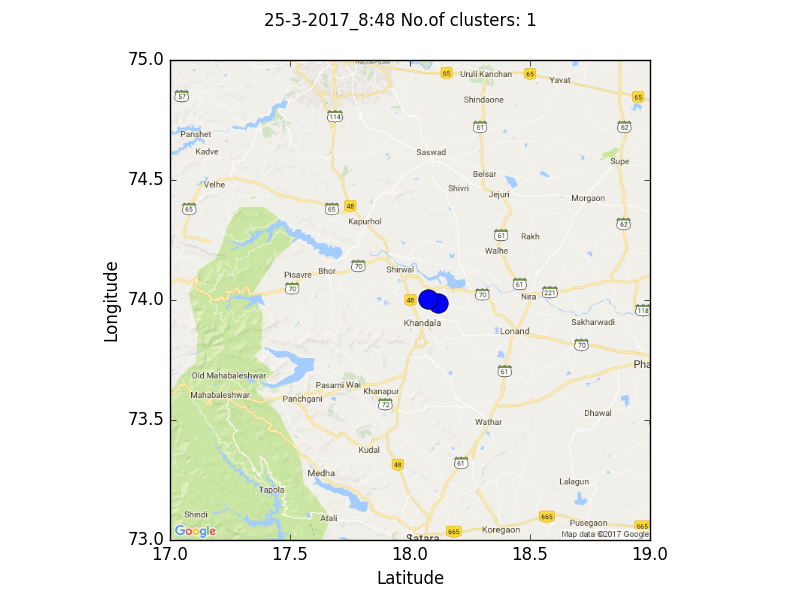 25-3-2017_8:48 No.of clusters: 1
75.0
74.5
74.0
73.5
73.0
17.0 17.5 18.0 18.5 19.0
Latitude
Longitude
HADAPSAR
65 Uruli Kanchan 65
Yavat
57
65
Shindaone
114
61
62
Panshet
Kadve
Saswad
Supe
Velhe
Belsar
Shivri
Jejuri
Morgaon
65
65
48
Kapurhol
62
61
Rakh
Walhe
Pisavre
Bhor
70
Shirwal
70
61
221
70
Nira
48
118
Khandala
Lonand
Sakharwadi
70
Pha
Old Mahabaleshwar
Mahabaleshwar
Pasarni Wai
Khanapur
Panchgani
72
61
Dhawal
Wathar
Kudal
48
61
Medha
Tapola
Lalagun
Shindi
Atali
665
Pusegaon
665
Koregaon
665
Google
Satara
Map data ©2017 Google